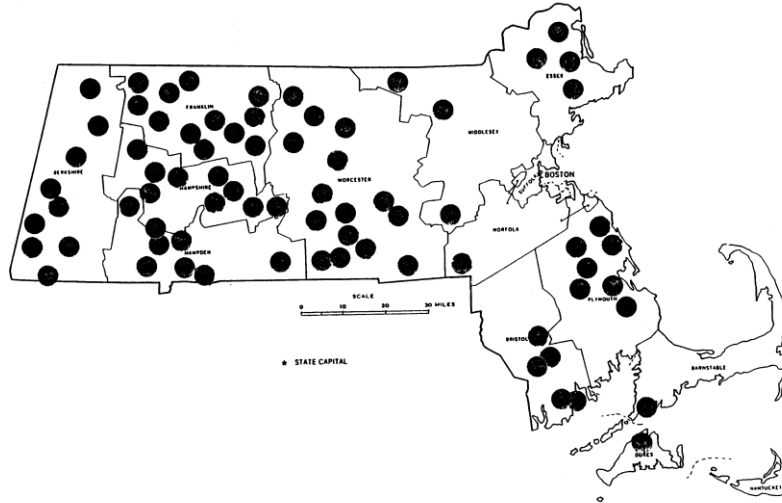 ESSEX
FRANKLIN
MIDDLESEX
BERKSHIRE
WORCESTER
SUFFOLK
BOSTON
HAMPSHIRE
NORFOLK
HAMPDEN
SCALE
0 10 20 30 MILES
PLYMOUTH
BRISTOL
★ STATE CAPITAL
BARNSTABLE
DUKES
NANTUCKET